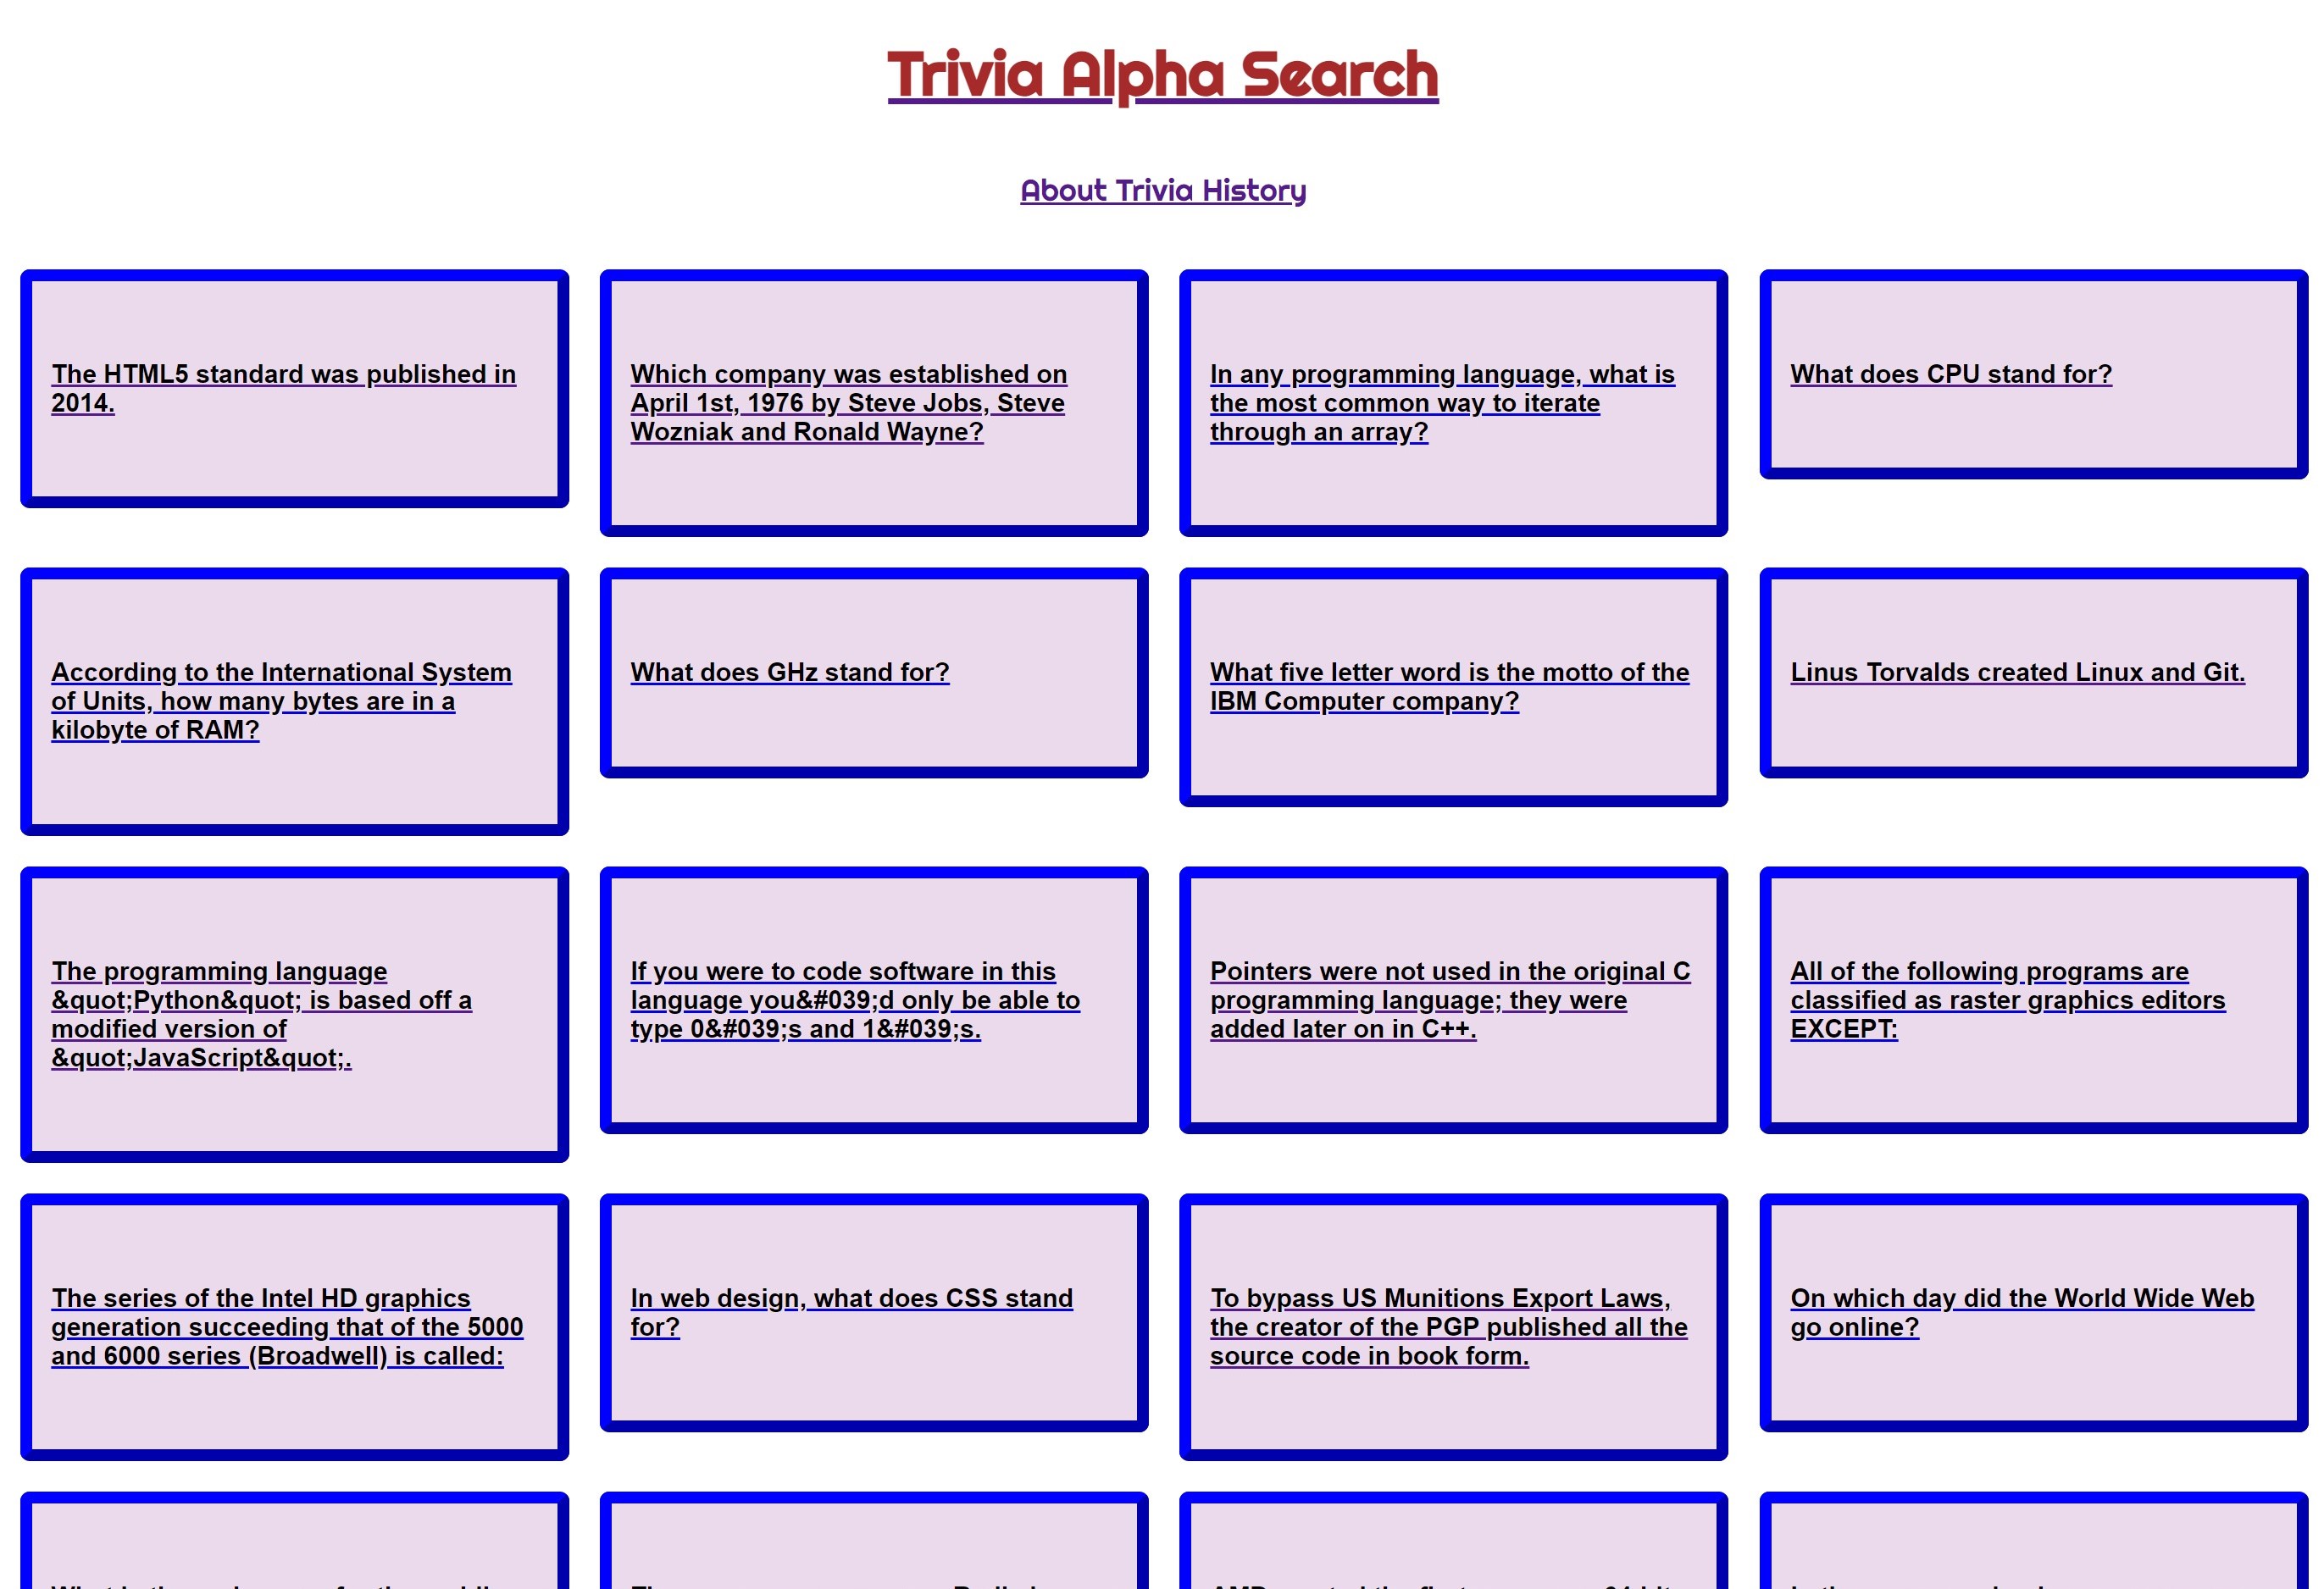 Trivia Alpha Search
About Trivia History
The HTML5 standard was published in
2014.
Which company was established on
April 1st, 1976 by Steve Jobs, Steve
Wozniak and Ronald Wayne?
In any programming language, what is
the most common way to iterate
through an array?
What does CPU stand for?
According to the International System
of Units, how many bytes are in a
kilobyte of RAM?
What does GHz stand for?
What five letter word is the motto of the
IBM Computer company?
Linus Torvalds created Linux and Git.
The programming language
&quot;Python&quot; is based off a
modified version of
&quot;JavaScript&quot;.
If you were to code software in this
language you&#039;d only be able to
type 0&#039;s and 1&#039;s.
Pointers were not used in the original C
programming language; they were
added later on in C++.
All of the following programs are
classified as raster graphics editors
EXCEPT:
The series of the Intel HD graphics
generation succeeding that of the 5000
and 6000 series (Broadwell) is called:
In web design, what does CSS stand
for?
To bypass US Munitions Export Laws,
the creator of the PGP published all the
source code in book form.
On which day did the World Wide Web
go online?